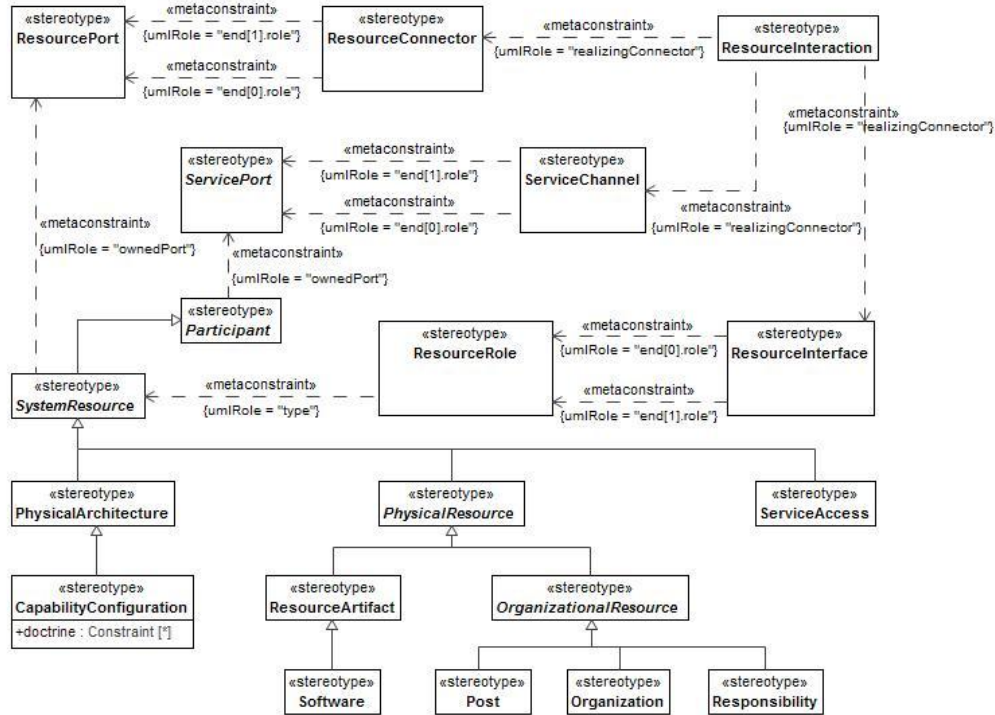 «stereotype»
ResourcePort
«metaconstraint»
{umlRole = "end[1].role"}
«metaconstraint»
{umlRole = "end[0].role"}
«stereotype»
ResourceConnector
«metaconstraint»
{umlRole = "realizingConnector"}
«stereotype»
ResourceInteraction
«metaconstraint»
{umlRole = "realizingConnector"}
«stereotype»
ServicePort
«metaconstraint»
{umlRole = "end[1].role"}
«metaconstraint»
{umlRole = "end[0].role"}
«stereotype»
ServiceChannel
«metaconstraint»
{umlRole = "realizingConnector"}
«metaconstraint»
{umlRole = "ownedPort"}
«metaconstraint»
{umlRole = "ownedPort"}
«stereotype»
Participant
«stereotype»
ResourceRole
«metaconstraint»
{umlRole = "end[0].role"}
«metaconstraint»
{umlRole = "end[1].role"}
«stereotype»
ResourceInterface
«stereotype»
SystemResource
«metaconstraint»
{umlRole = "type"}
«stereotype»
PhysicalArchitecture
«stereotype»
PhysicalResource
«stereotype»
ServiceAccess
«stereotype»
CapabilityConfiguration
+doctrine : Constraint [*]
«stereotype»
ResourceArtifact
«stereotype»
OrganizationalResource
«stereotype»
Software
«stereotype»
Post
«stereotype»
Organization
«stereotype»
Responsibility